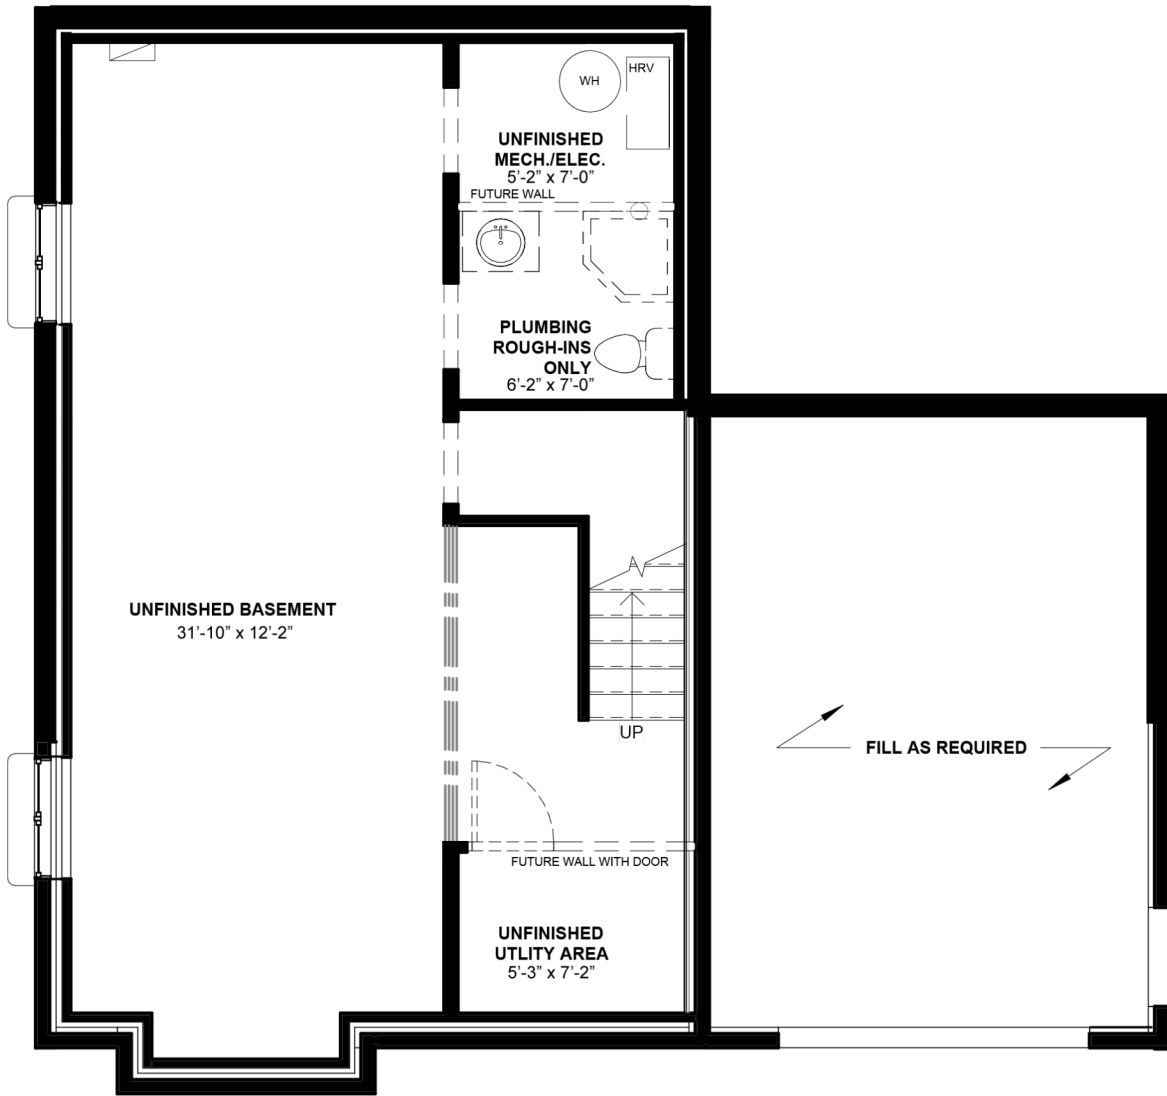 WH
HRV
UNFINISHED
MECH./ELEC.
5’-2” x 7’-0”
FUTURE WALL
PLUMBING
ROUGH-INS
ONLY
6’-2” x 7’-0”
UNFINISHED BASEMENT
31’-10” x 12’-2”
UP
FILL AS REQUIRED
FUTURE WALL WITH DOOR
UNFINISHED
UTLITY AREA
5’-3” x 7’-2”